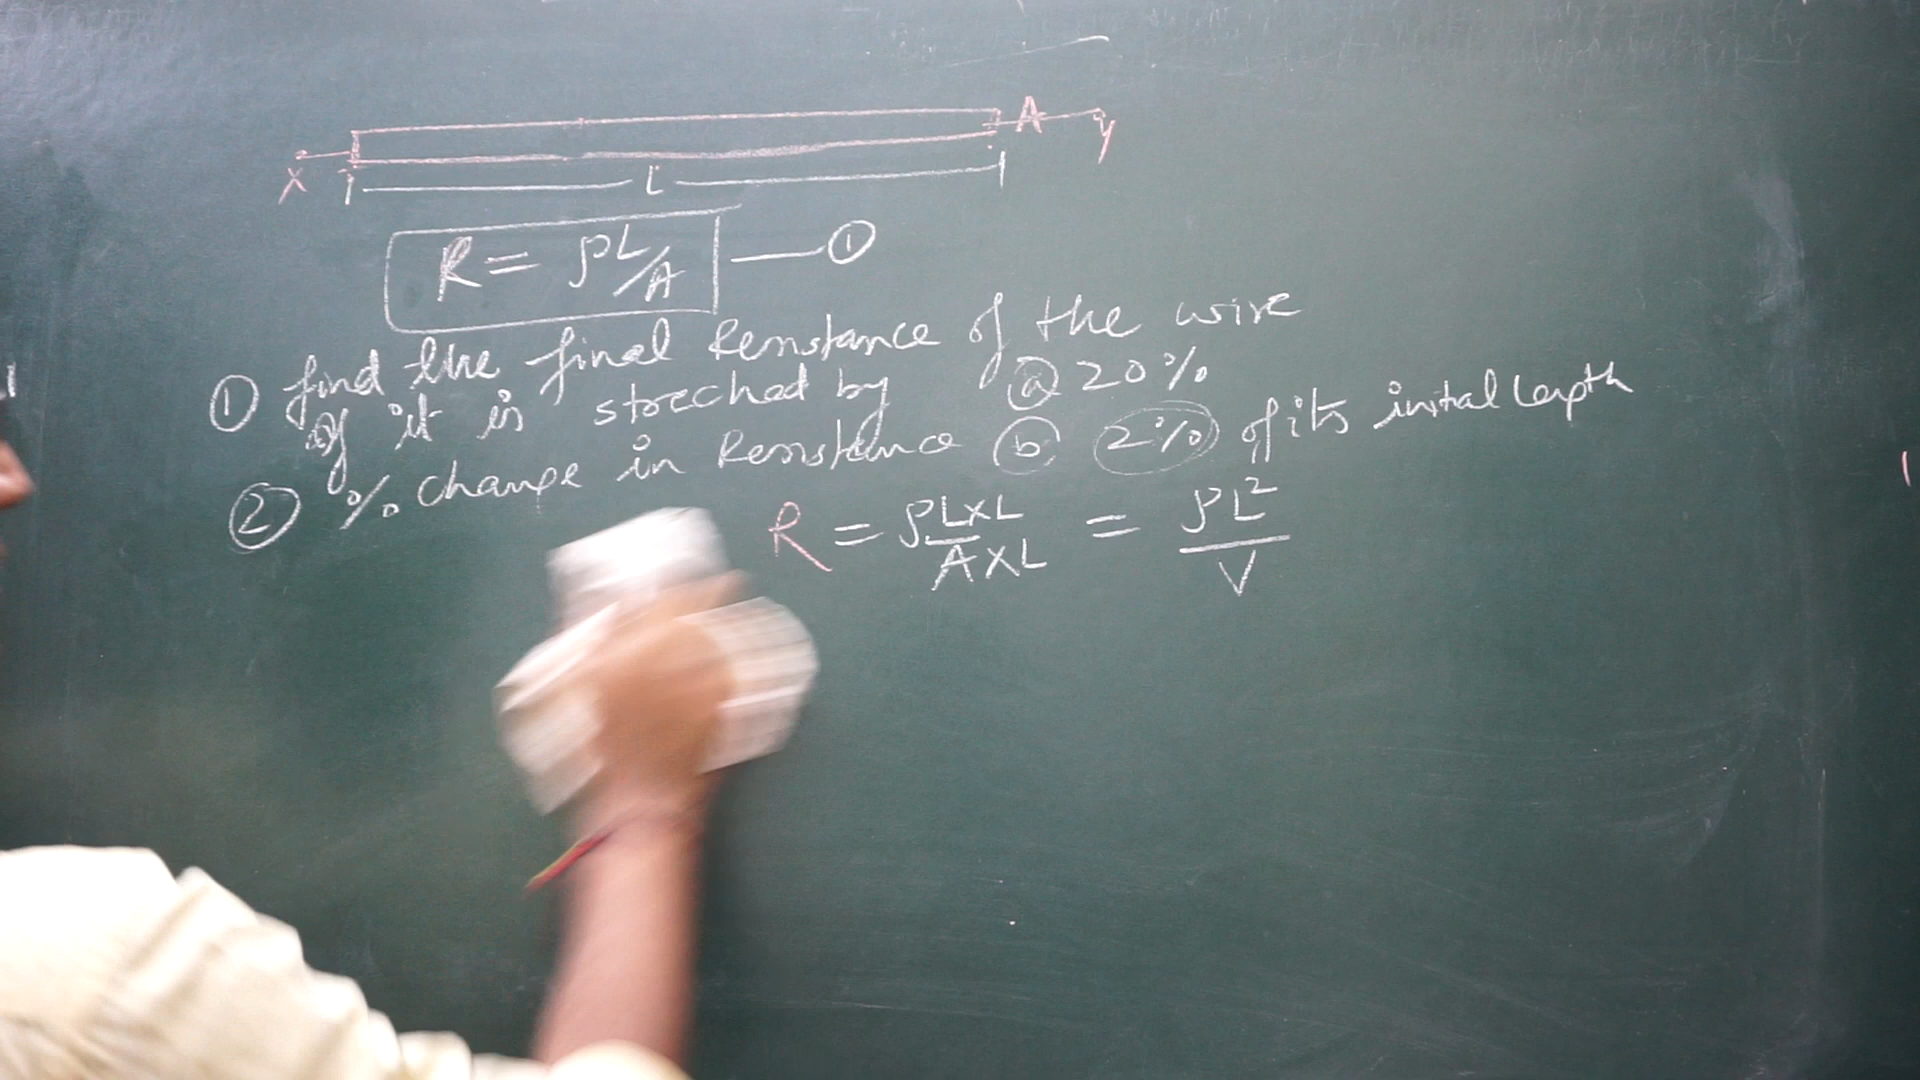 A
X
Y
L
R = ρL/A — ①
① find the final Resistance of the wire
if it is streched by ⓐ 20%
② % change in Resistance ⓑ 2% of its initial length
R = ρL×L / A×L = ρL² / V